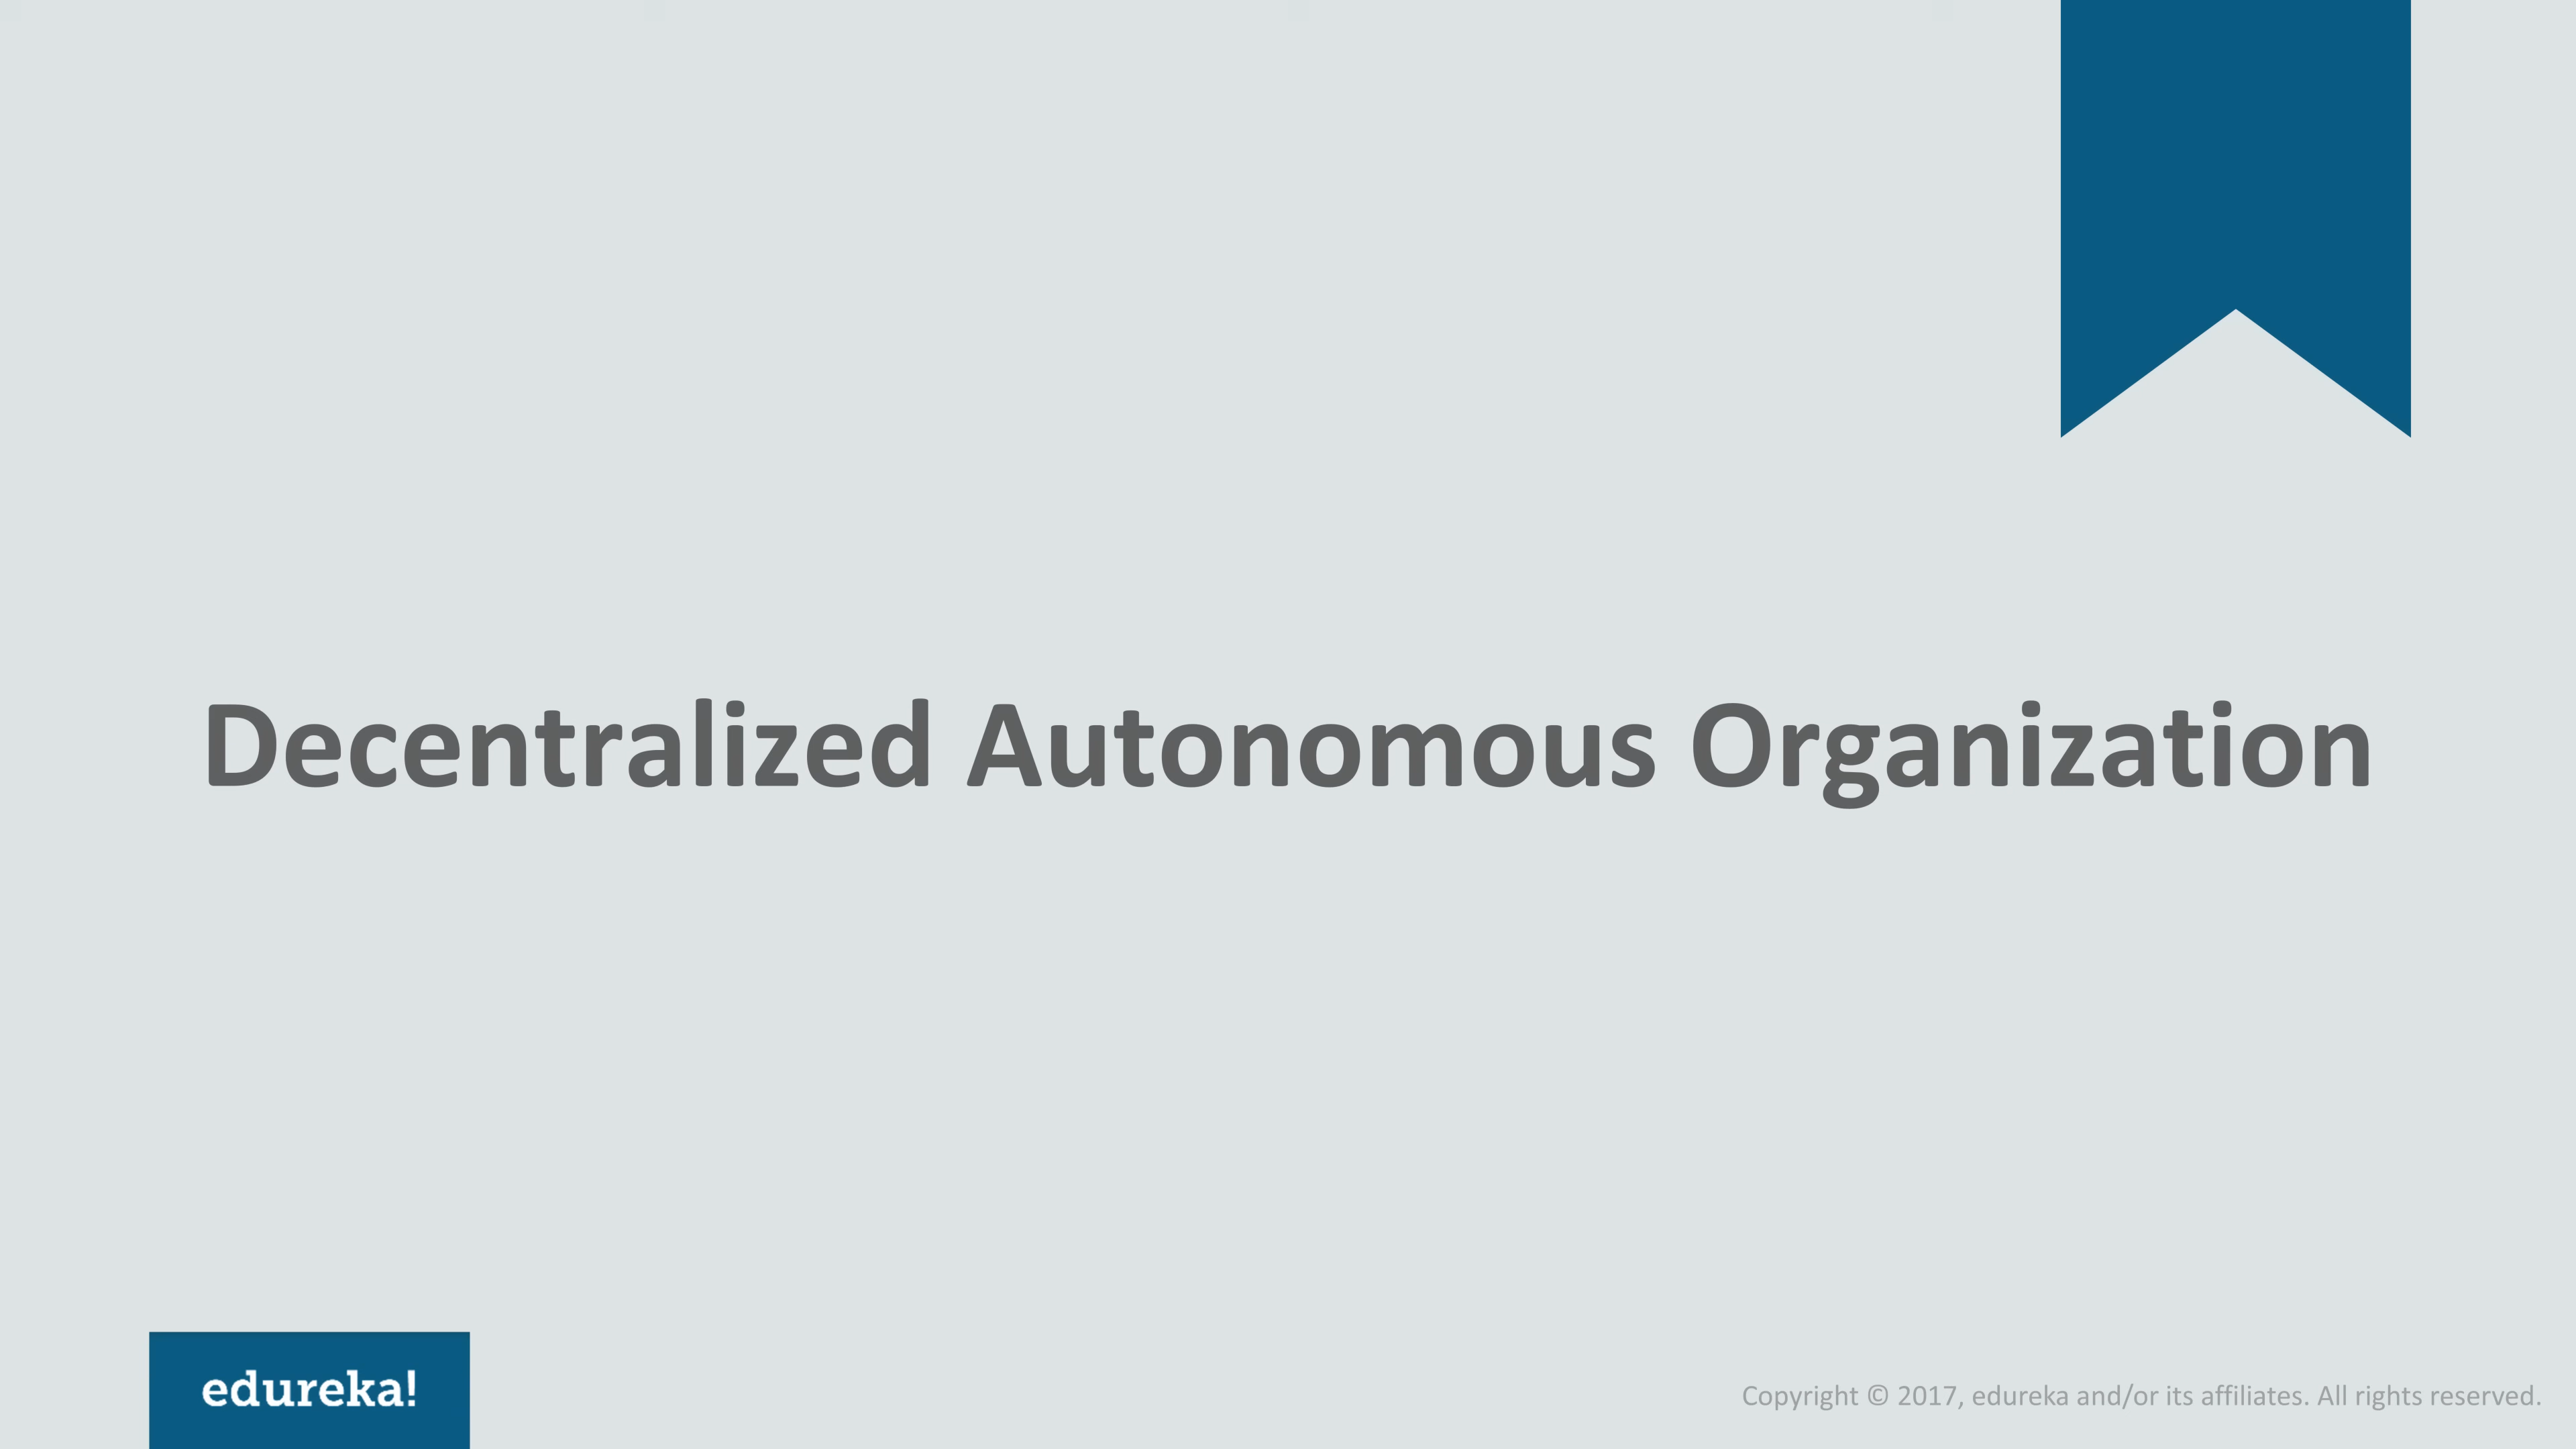 Decentralized Autonomous Organization
edureka!
Copyright © 2017, edureka and/or its affiliates. All rights reserved.